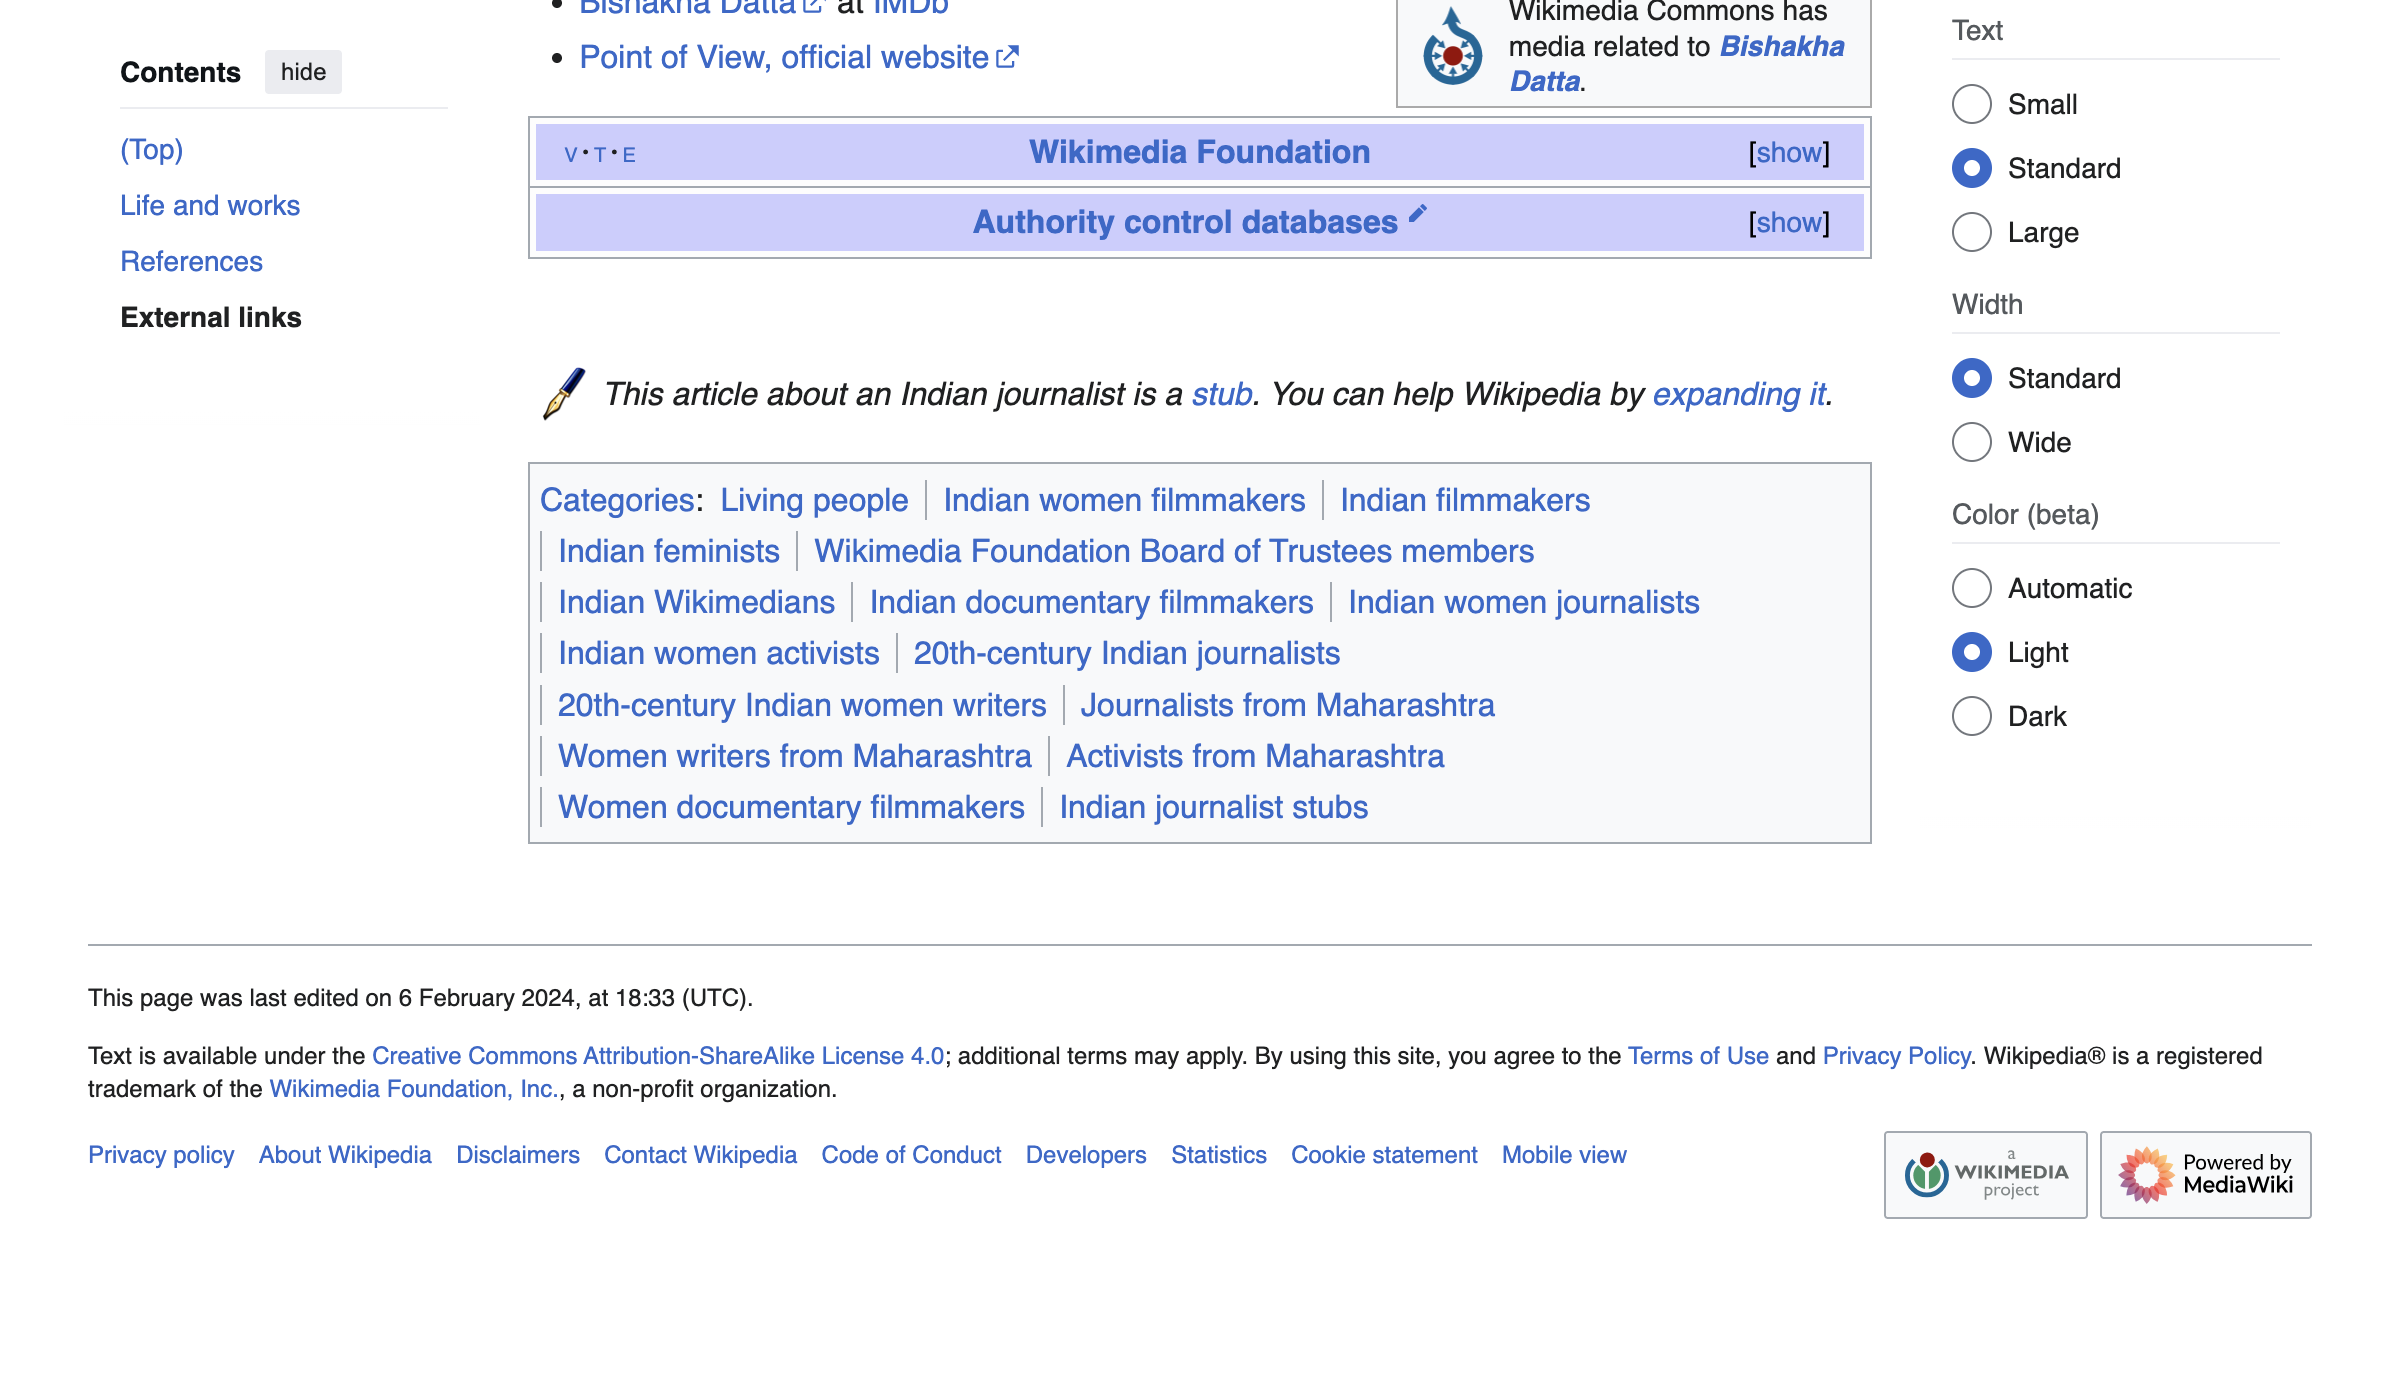 Contents hide
(Top)
Life and works
References
External links
• Bishakha Datta at IMDb
• Point of View, official website
Wikimedia Commons has
media related to Bishakha
Datta.
V · T · E Wikimedia Foundation [show]
Authority control databases [show]
This article about an Indian journalist is a stub. You can help Wikipedia by expanding it.
Categories: Living people | Indian women filmmakers | Indian filmmakers
| Indian feminists | Wikimedia Foundation Board of Trustees members
| Indian Wikimedians | Indian documentary filmmakers | Indian women journalists
| Indian women activists | 20th-century Indian journalists
| 20th-century Indian women writers | Journalists from Maharashtra
| Women writers from Maharashtra | Activists from Maharashtra
| Women documentary filmmakers | Indian journalist stubs
Text
Small
Standard
Large
Width
Standard
Wide
Color (beta)
Automatic
Light
Dark
This page was last edited on 6 February 2024, at 18:33 (UTC).
Text is available under the Creative Commons Attribution-ShareAlike License 4.0; additional terms may apply. By using this site, you agree to the Terms of Use and Privacy Policy. Wikipedia® is a registered
trademark of the Wikimedia Foundation, Inc., a non-profit organization.
Privacy policy About Wikipedia Disclaimers Contact Wikipedia Code of Conduct Developers Statistics Cookie statement Mobile view
a
WIKIMEDIA
project
Powered by
MediaWiki